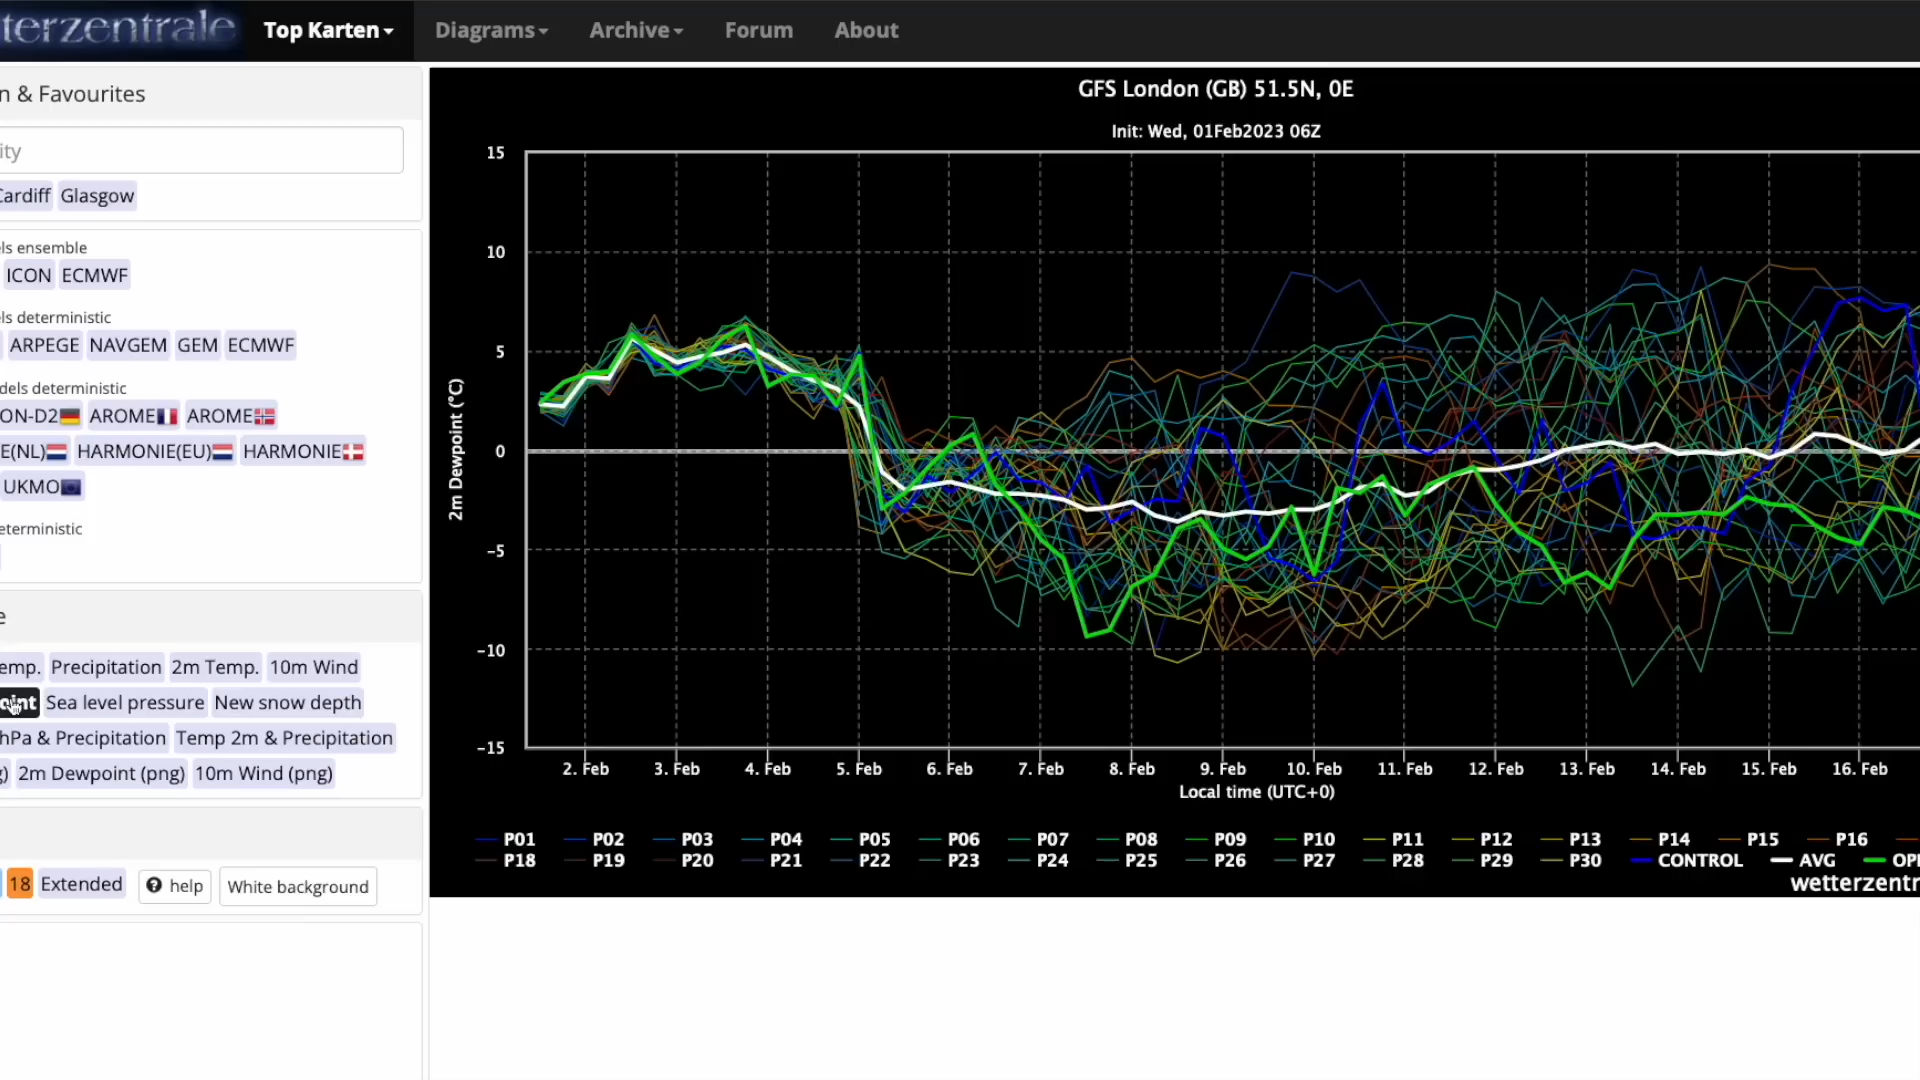 terzentrale Top Karten Diagrams Archive Forum About
n & Favourites
ity
Cardiff Glasgow
ls ensemble
ICON ECMWF
ls deterministic
ARPEGE NAVGEM GEM ECMWF
dels deterministic
ON-D2 AROME AROME
E(NL) HARMONIE(EU) HARMONIE
UKMO
eterministic
e
emp. Precipitation 2m Temp. 10m Wind
oint Sea level pressure New snow depth
hPa & Precipitation Temp 2m & Precipitation
g) 2m Dewpoint (png) 10m Wind (png)
18 Extended help White background
GFS London (GB) 51.5N, 0E
Init: Wed, 01Feb2023 06Z
15
10
5
0
-5
-10
-15
2m Dewpoint (°C)
2. Feb 3. Feb 4. Feb 5. Feb 6. Feb 7. Feb 8. Feb 9. Feb 10. Feb 11. Feb 12. Feb 13. Feb 14. Feb 15. Feb 16. Feb
Local time (UTC+0)
P01 P02 P03 P04 P05 P06 P07 P08 P09 P10 P11 P12 P13 P14 P15 P16
P18 P19 P20 P21 P22 P23 P24 P25 P26 P27 P28 P29 P30 CONTROL AVG OPE
wetterzentr